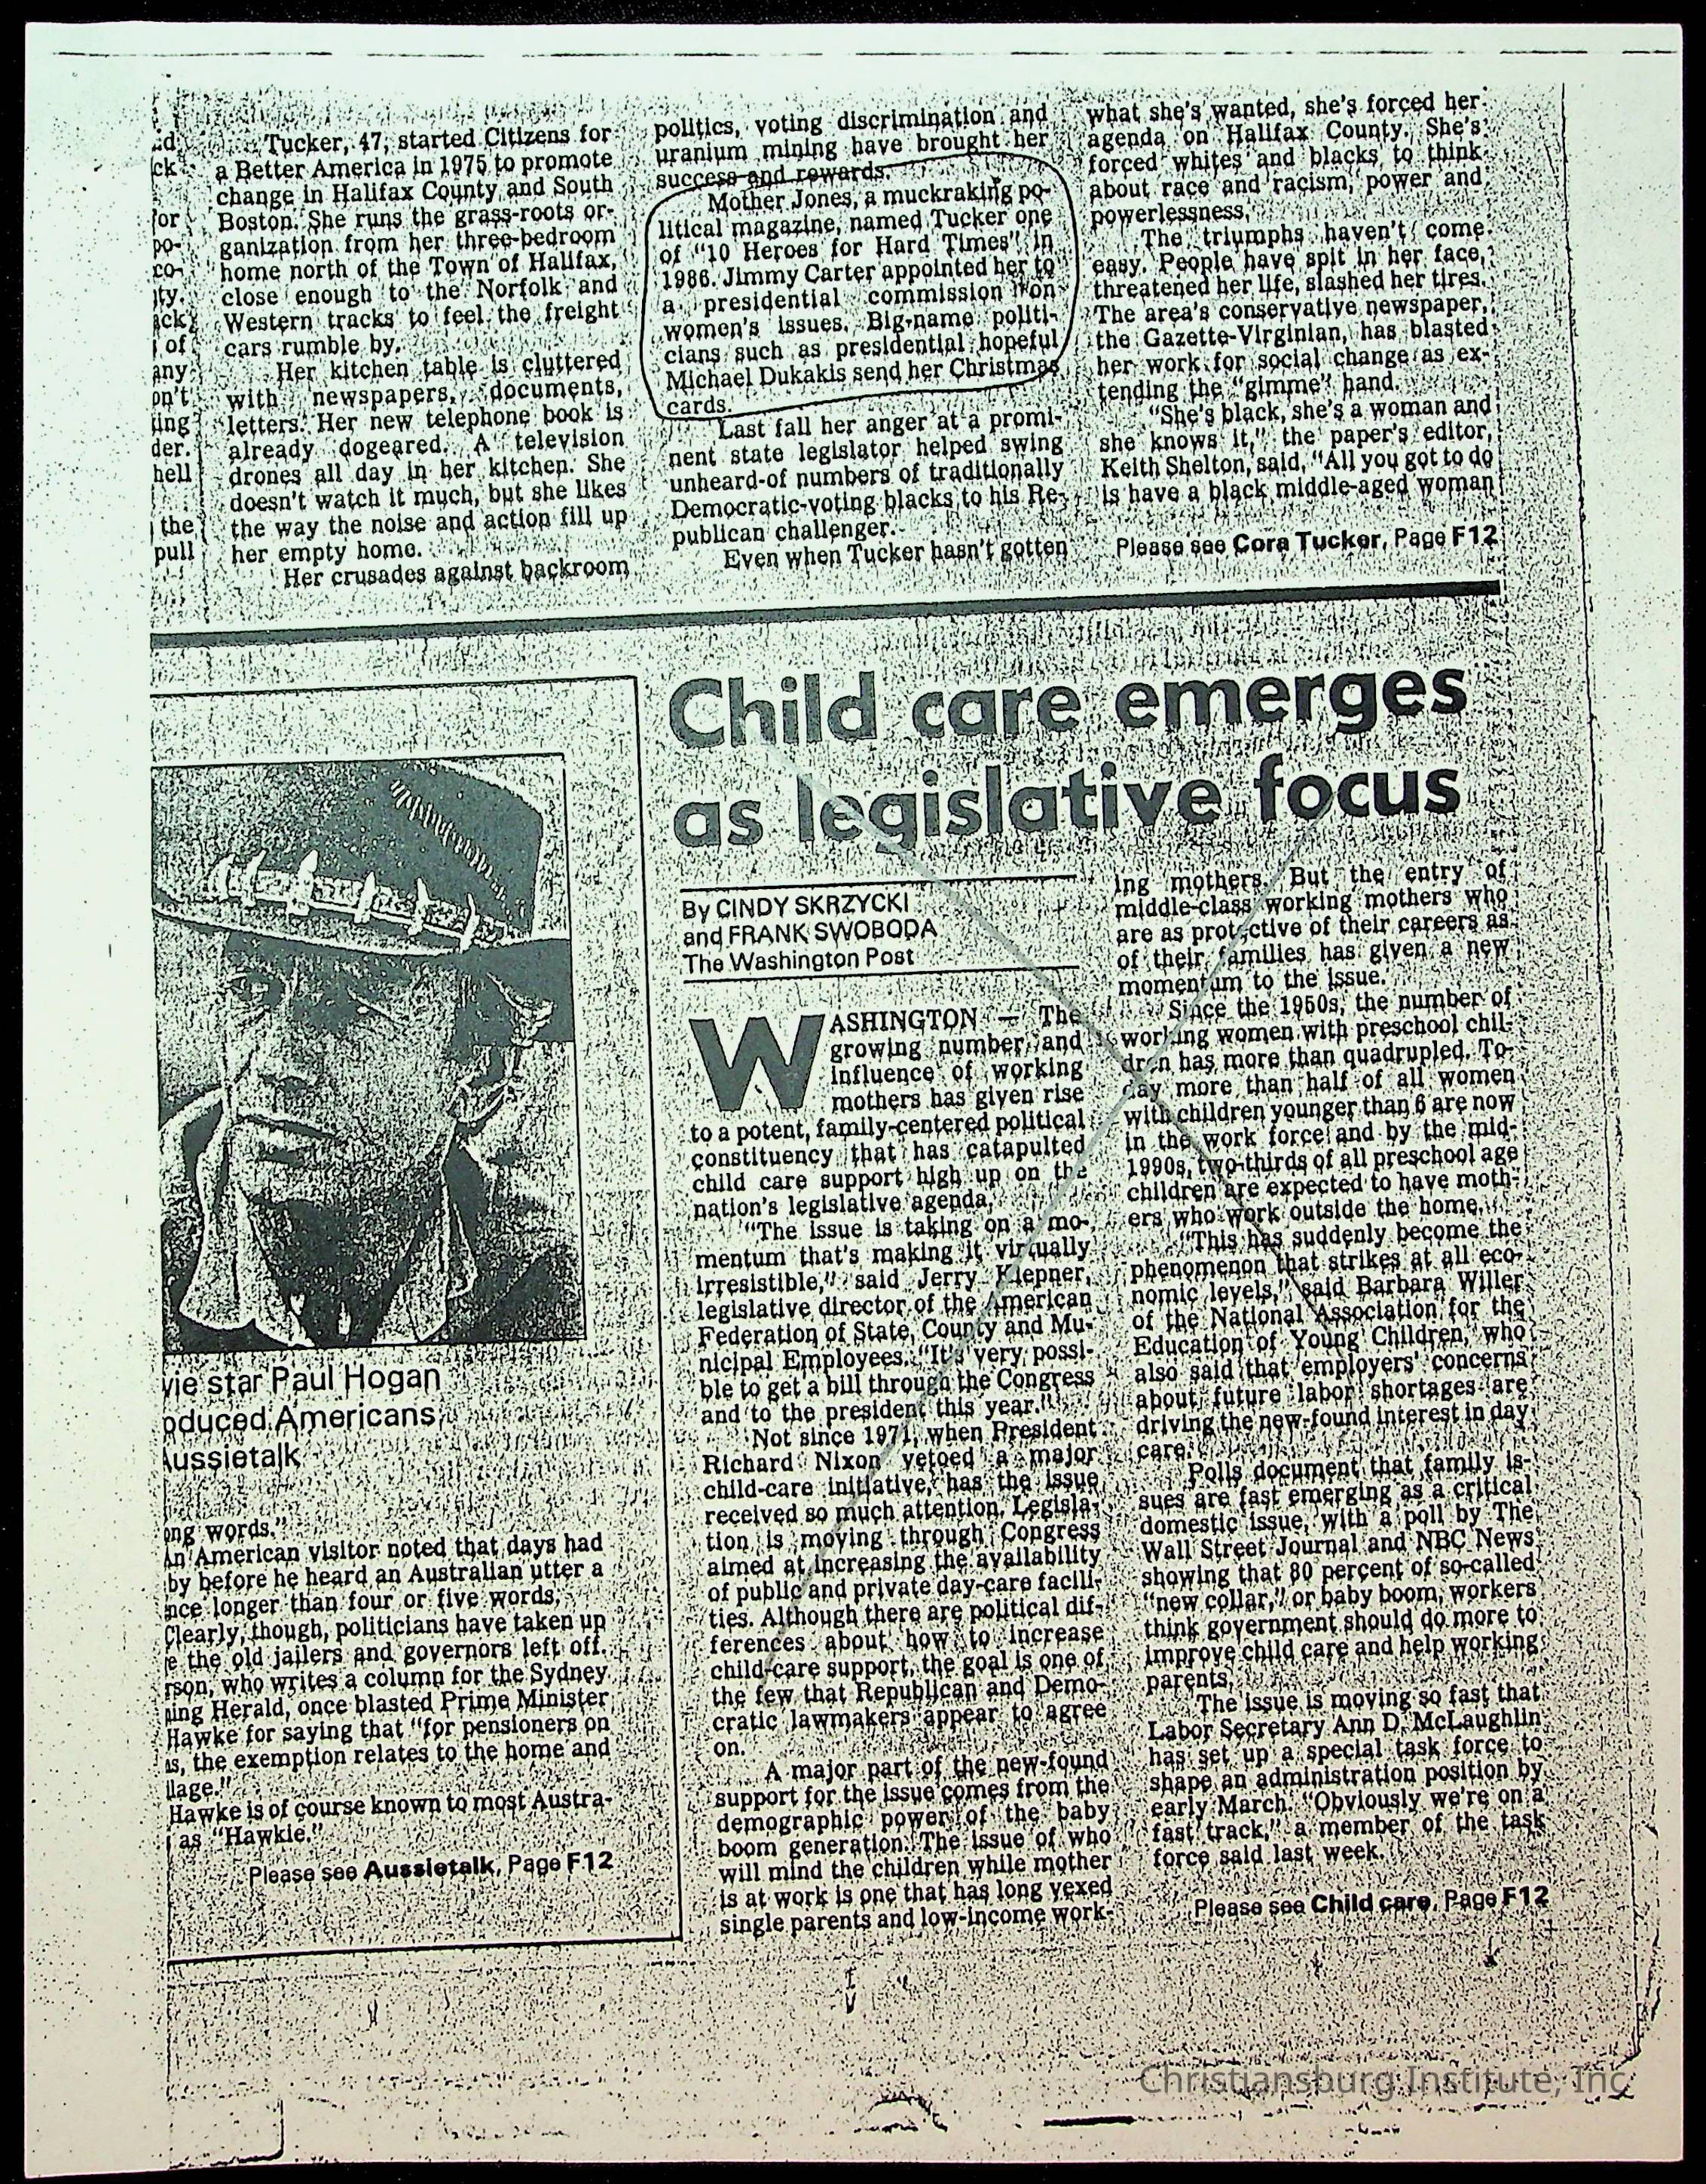 ck
for
po-
co-
ty.
ack
of
any
on't
ing
der.
hell
the
pull
Tucker, 47, started Citizens for
a Better America in 1975 to promote
change in Halifax County and South
Boston. She runs the grass-roots or-
ganization from her three-bedroom
home north of the Town of Halifax,
close enough to the Norfolk and
Western tracks to feel the freight
cars rumble by.
Her kitchen table is cluttered
with newspapers, documents,
letters. Her new telephone book is
already dogeared. A television
drones all day in her kitchen. She
doesn't watch it much, but she likes
the way the noise and action fill up
her empty home.
Her crusades against backroom
politics, voting discrimination and
uranium mining have brought her
success and rewards.
Mother Jones, a muckraking po-
litical magazine, named Tucker one
of "10 Heroes for Hard Times" in
1986. Jimmy Carter appointed her to
a presidential commission on
women's issues. Big-name politi-
cians such as presidential hopeful
Michael Dukakis send her Christmas
cards.
Last fall her anger at a promi-
nent state legislator helped swing
unheard-of numbers of traditionally
Democratic-voting blacks to his Re-
publican challenger.
Even when Tucker hasn't gotten
what she's wanted, she's forced her
agenda on Halifax County. She's
forced whites and blacks to think
about race and racism, power and
powerlessness.
The triumphs haven't come
easy. People have spit in her face,
threatened her life, slashed her tires.
The area's conservative newspaper,
the Gazette-Virginian, has blasted
her work for social change as ex-
tending the "gimme" hand.
"She's black, she's a woman and
she knows it," the paper's editor,
Keith Shelton, said. "All you got to do
is have a black middle-aged woman
Please see Cora Tucker, Page F12
vie star Paul Hogan
oduced Americans
Aussietalk
ong words."
An American visitor noted that days had
by before he heard an Australian utter a
nce longer than four or five words.
Clearly, though, politicians have taken up
e the old jailers and governors left off.
rson, who writes a column for the Sydney
ning Herald, once blasted Prime Minister
Hawke for saying that "for pensioners on
s, the exemption relates to the home and
llage."
Hawke is of course known to most Austra-
as "Hawkie."
Please see Aussietalk, Page F12
Child care emerges
as legislative focus
By CINDY SKRZYCKI
and FRANK SWOBODA
The Washington Post
WASHINGTON — The
growing number and
influence of working
mothers has given rise
to a potent, family-centered political
constituency that has catapulted
child care support high up on the
nation's legislative agenda.
"The issue is taking on a mo-
mentum that's making it virtually
irresistible," said Jerry Klepner,
legislative director of the American
Federation of State, County and Mu-
nicipal Employees. "It's very possi-
ble to get a bill through the Congress
and to the president this year."
Not since 1971, when President
Richard Nixon vetoed a major
child-care initiative, has the issue
received so much attention. Legisla-
tion is moving through Congress
aimed at increasing the availability
of public and private day-care facili-
ties. Although there are political dif-
ferences about how to increase
child-care support, the goal is one of
the few that Republican and Demo-
cratic lawmakers appear to agree
on.
A major part of the new-found
support for the issue comes from the
demographic power of the baby
boom generation. The issue of who
will mind the children while mother
is at work is one that has long vexed
single parents and low-income work-
ing mothers. But the entry of
middle-class working mothers who
are as protective of their careers as
of their families has given a new
momentum to the issue.
Since the 1950s, the number of
working women with preschool chil-
dren has more than quadrupled. To-
day more than half of all women
with children younger than 6 are now
in the work force and by the mid-
1990s, two-thirds of all preschool age
children are expected to have moth-
ers who work outside the home.
"This has suddenly become the
phenomenon that strikes at all eco-
nomic levels," said Barbara Willer
of the National Association for the
Education of Young Children, who
also said that employers' concerns
about future labor shortages are
driving the new-found interest in day
care.
Polls document that family is-
sues are fast emerging as a critical
domestic issue, with a poll by The
Wall Street Journal and NBC News
showing that 80 percent of so-called
"new collar," or baby boom, workers
think government should do more to
improve child care and help working
parents.
The issue is moving so fast that
Labor Secretary Ann D. McLaughlin
has set up a special task force to
shape an administration position by
early March. "Obviously we're on a
fast track," a member of the task
force said last week.
Please see Child care, Page F12
Christiansburg Institute, Inc.